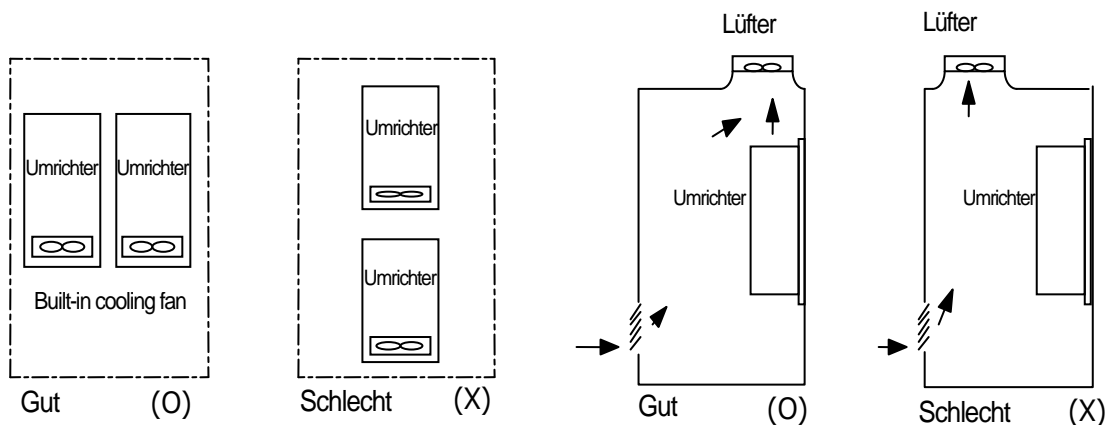 Umrichter
Umrichter
Built-in cooling fan
Gut (O)
Umrichter
Umrichter
Schlecht (X)
Lüfter
Umrichter
Gut (O)
Lüfter
Umrichter
Schlecht (X)